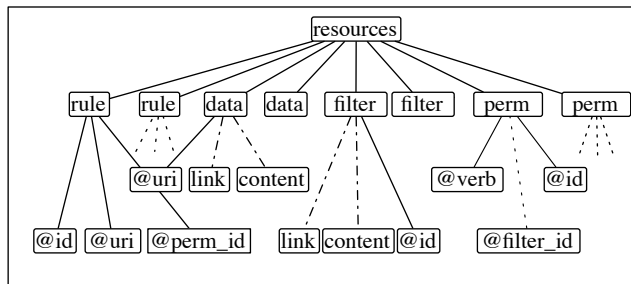 resources
rule rule data data filter filter perm perm
@uri link content @verb @id
@id @uri @perm_id link content @id @filter_id